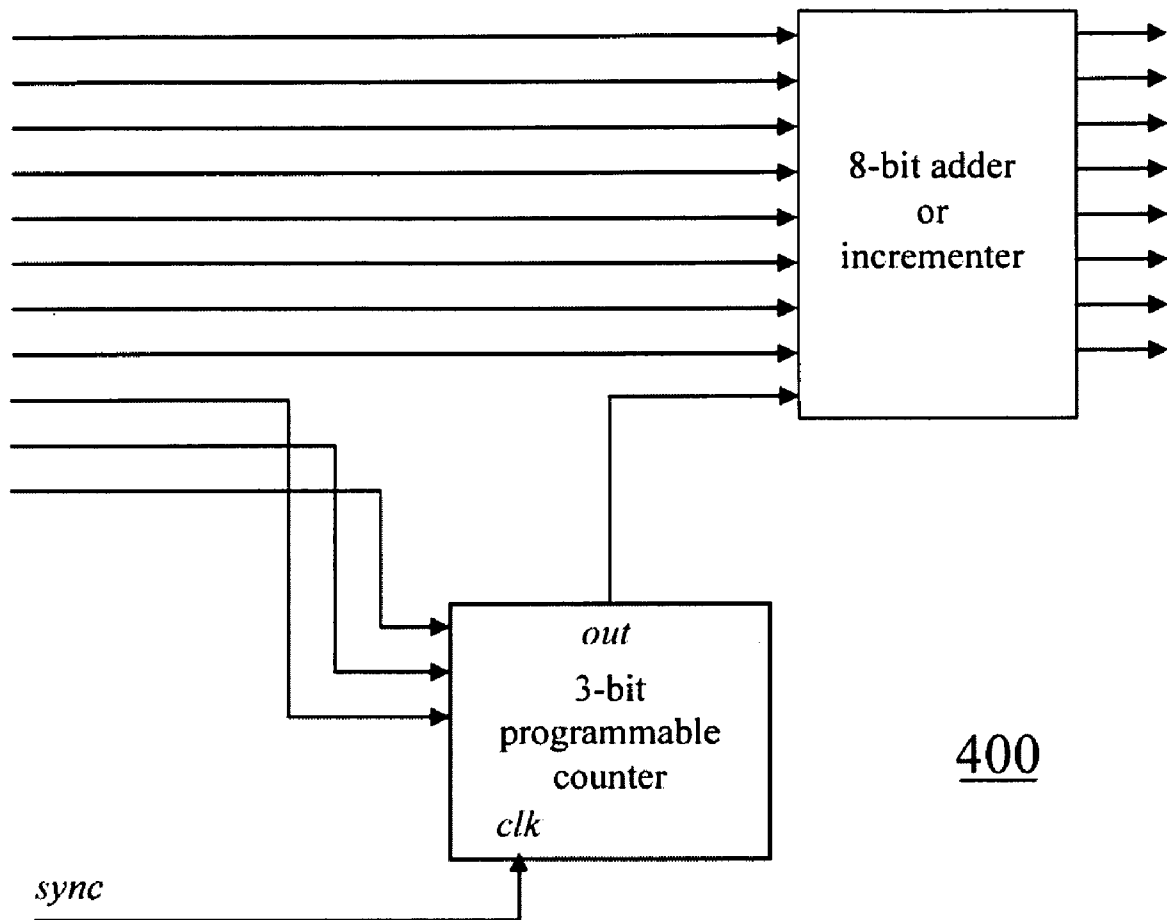 8-bit adder
or
incrementer
out
3-bit
programmable
counter
clk
400
sync